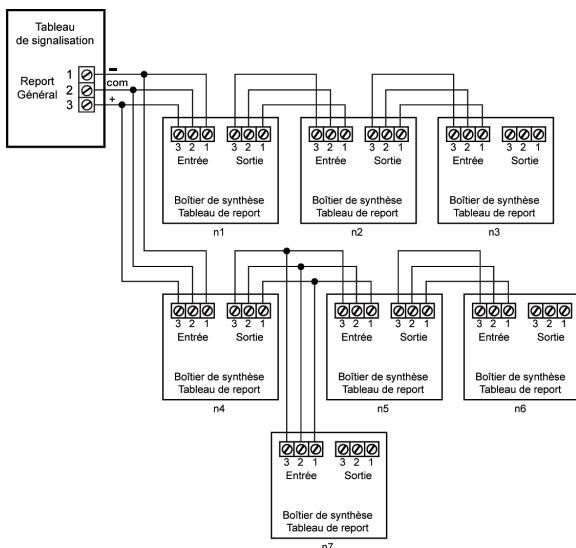 Tableau
de signalisation
Report
Général
1
2
3
-
com
+
3 2 1
Entrée
3 2 1
Sortie
Boîtier de synthèse
Tableau de report
n1
3 2 1
Entrée
3 2 1
Sortie
Boîtier de synthèse
Tableau de report
n2
3 2 1
Entrée
3 2 1
Sortie
Boîtier de synthèse
Tableau de report
n3
3 2 1
Entrée
3 2 1
Sortie
Boîtier de synthèse
Tableau de report
n4
3 2 1
Entrée
3 2 1
Sortie
Boîtier de synthèse
Tableau de report
n5
3 2 1
Entrée
3 2 1
Sortie
Boîtier de synthèse
Tableau de report
n6
3 2 1
Entrée
3 2 1
Sortie
Boîtier de synthèse
Tableau de report
n7